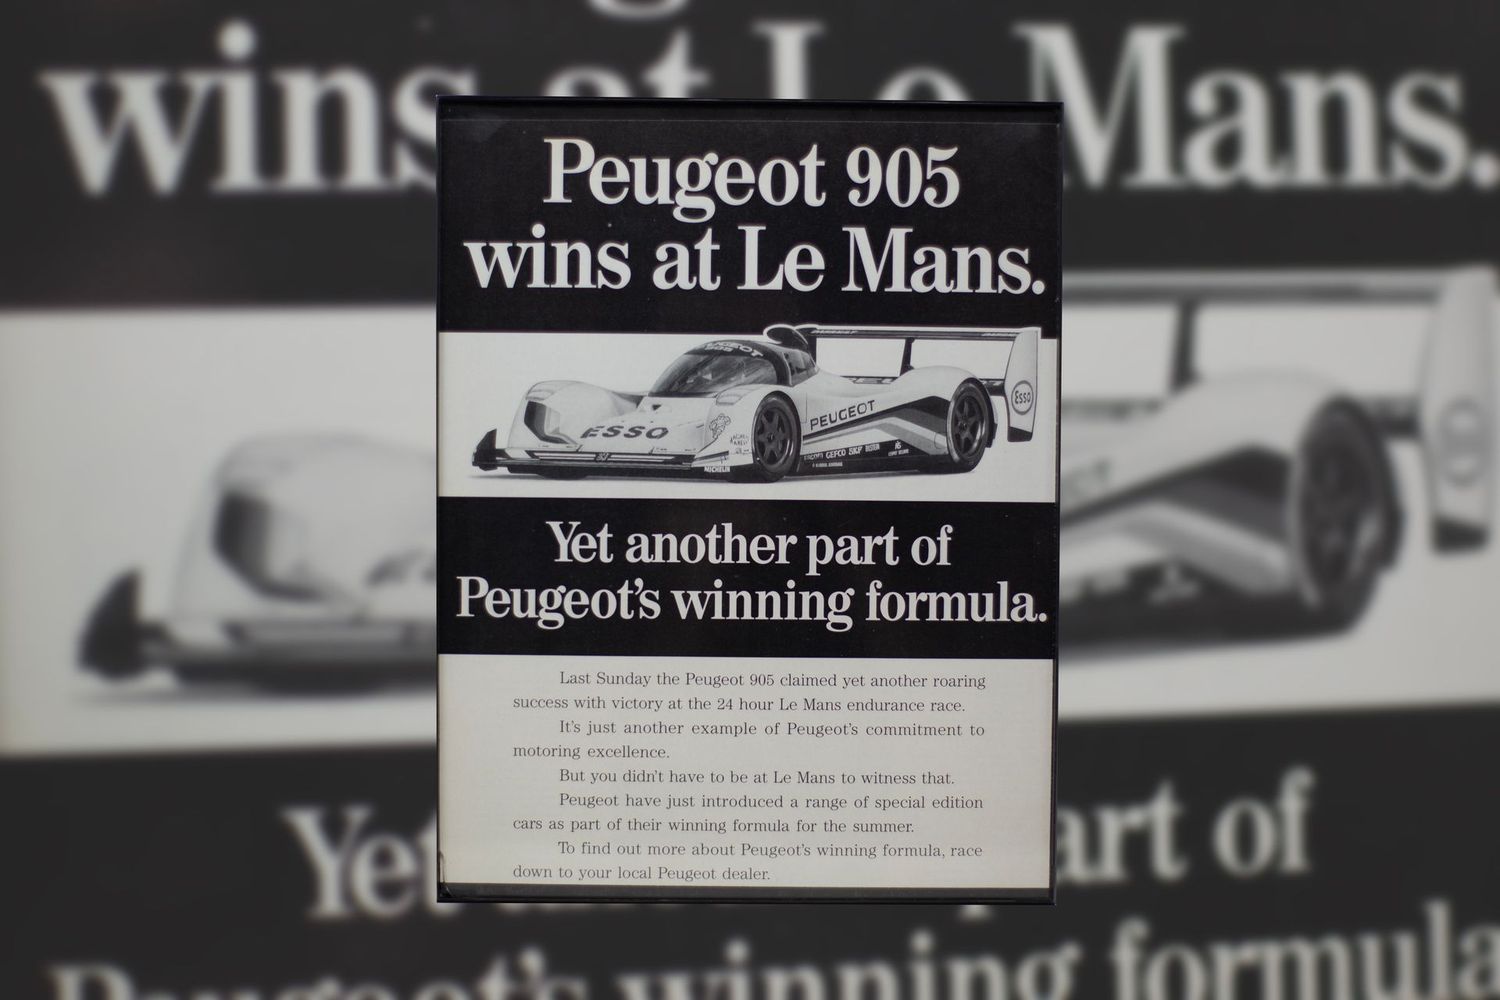 Peugeot 905
wins at Le Mans.
PEUGEOT
Esso
PEUGEOT
ESSO
GEFCO SKF
MICHELIN
Yet another part of
Peugeot's winning formula.
Last Sunday the Peugeot 905 claimed yet another roaring
success with victory at the 24 hour Le Mans endurance race.
It's just another example of Peugeot's commitment to
motoring excellence.
But you didn't have to be at Le Mans to witness that.
Peugeot have just introduced a range of special edition
cars as part of their winning formula for the summer.
To find out more about Peugeot's winning formula, race
down to your local Peugeot dealer.